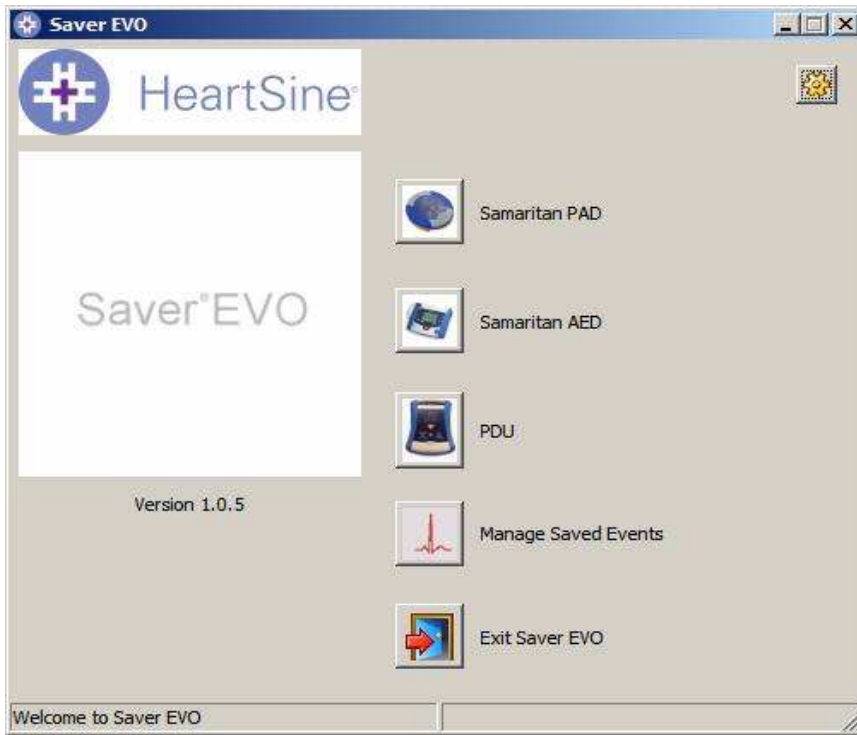 Saver EVO
HeartSine®
Saver®EVO
Version 1.0.5
Samaritan PAD
Samaritan AED
PDU
Manage Saved Events
Exit Saver EVO
Welcome to Saver EVO